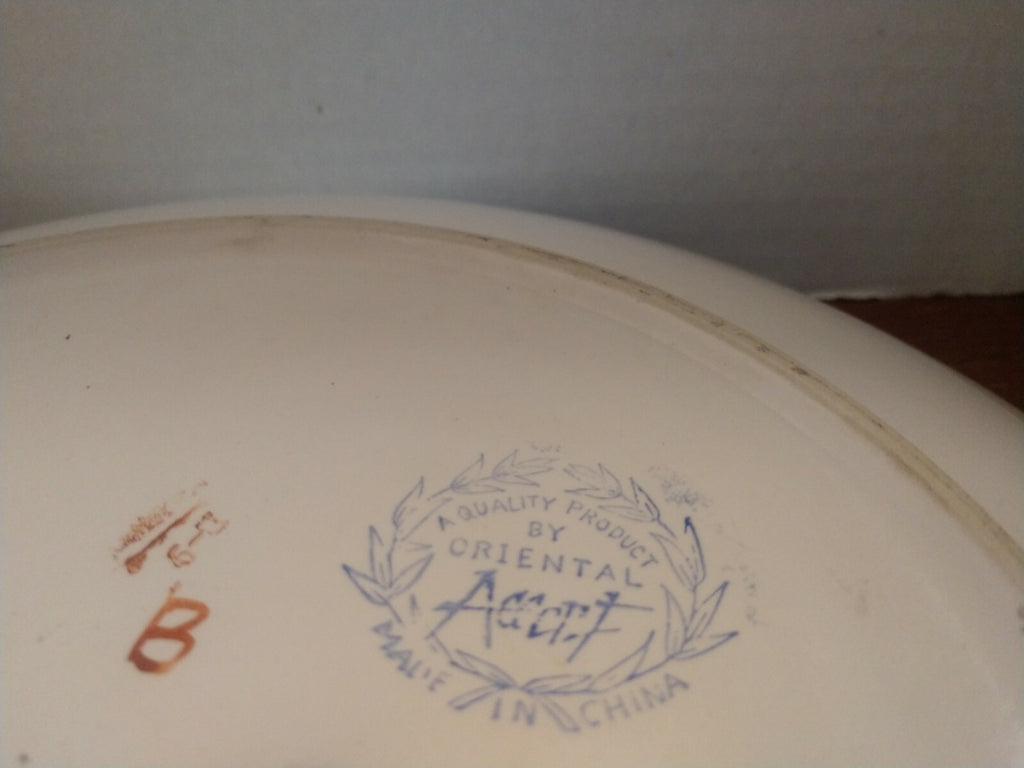 A QUALITY PRODUCT
BY
ORIENTAL
Accent
MADE IN CHINA
B